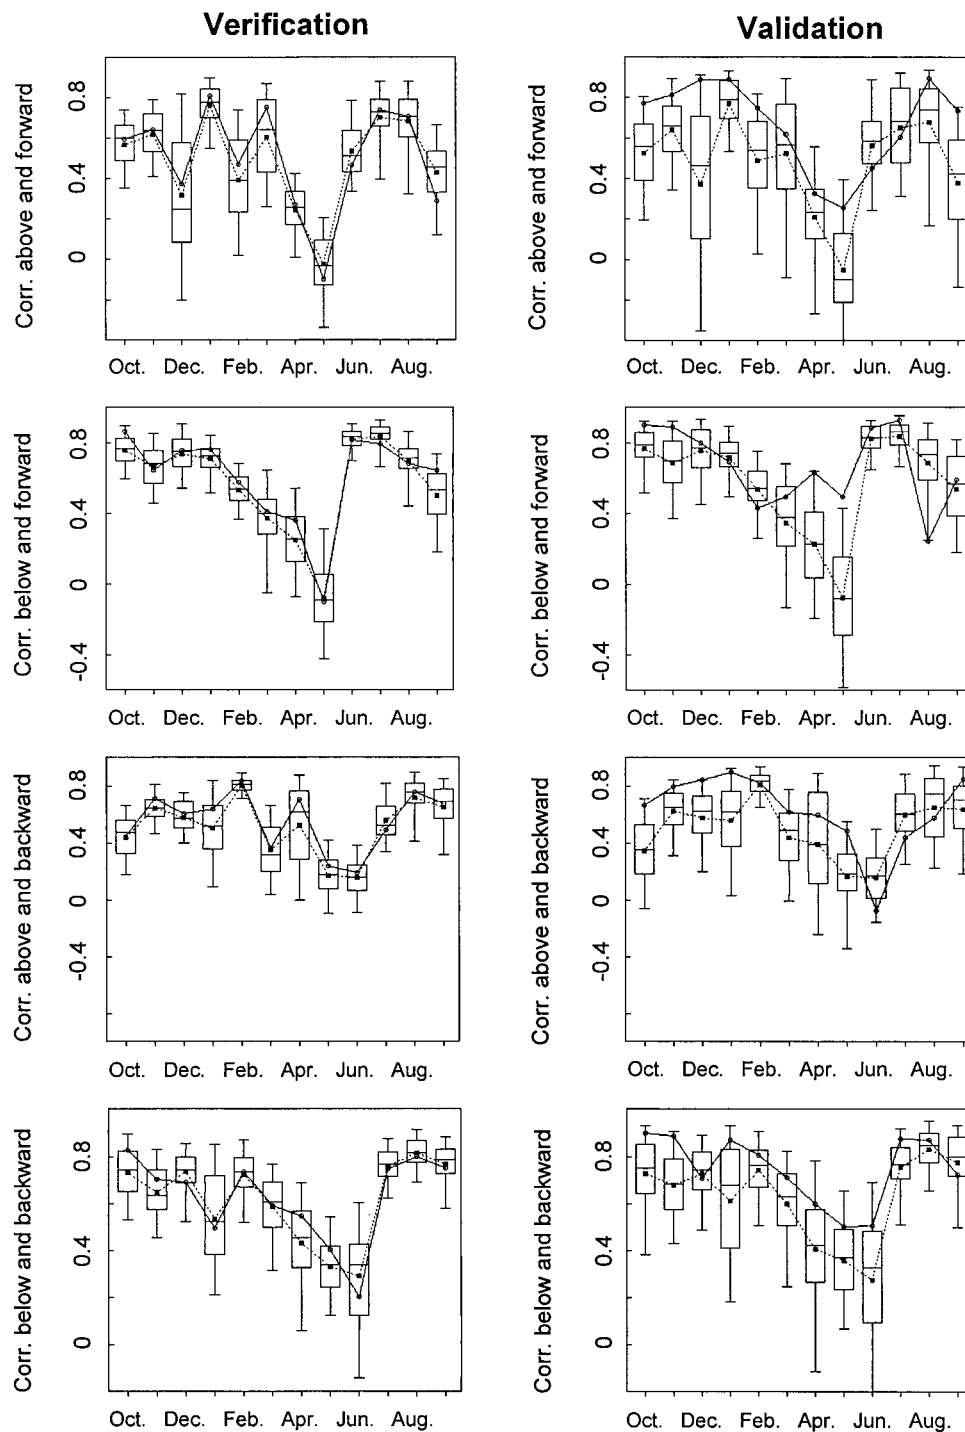 Verification
Validation
Corr. above and forward
0.8
0.4
0
Oct. Dec. Feb. Apr. Jun. Aug.
Corr. above and forward
0.8
0.4
0
Oct. Dec. Feb. Apr. Jun. Aug.
Corr. below and forward
0.8
0.4
0
-0.4
Oct. Dec. Feb. Apr. Jun. Aug.
Corr. below and forward
0.8
0.4
0
-0.4
Oct. Dec. Feb. Apr. Jun. Aug.
Corr. above and backward
0.8
0.4
0
-0.4
Oct. Dec. Feb. Apr. Jun. Aug.
Corr. above and backward
0.8
0.4
0
-0.4
Oct. Dec. Feb. Apr. Jun. Aug.
Corr. below and backward
0.8
0.4
0
Oct. Dec. Feb. Apr. Jun. Aug.
Corr. below and backward
0.8
0.4
0
Oct. Dec. Feb. Apr. Jun. Aug.